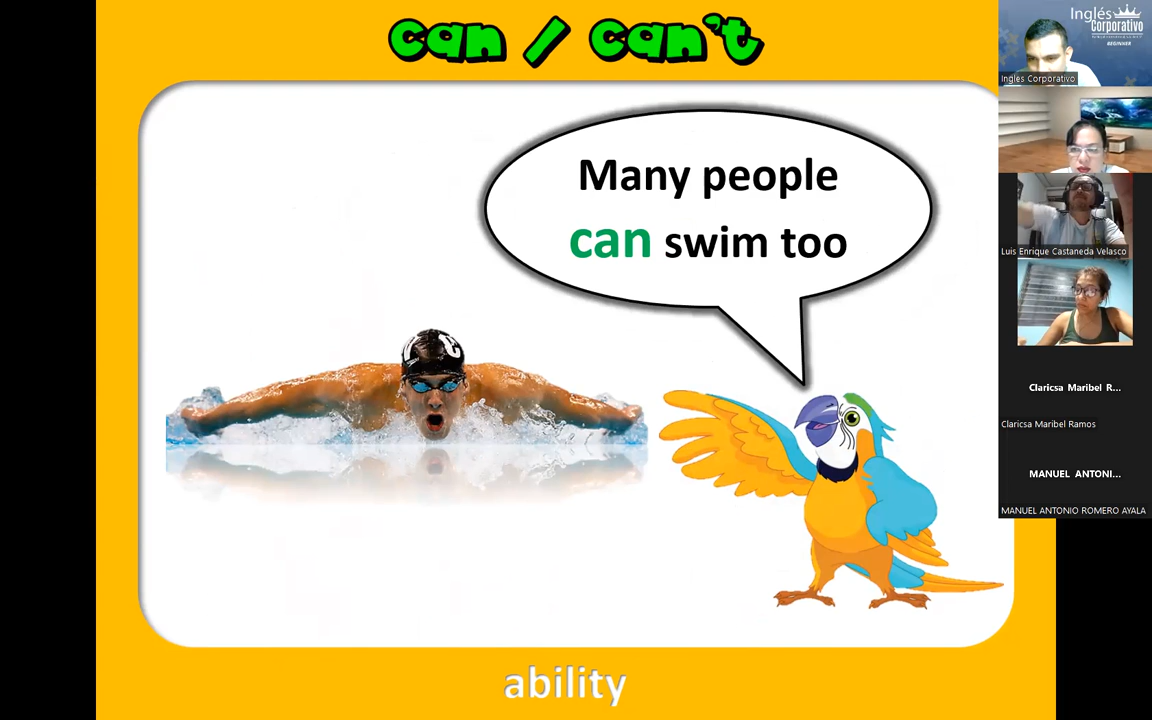 can / can't
Many people
can swim too
ability
Inglés
Corporativo
BEGINNER
Ingles Corporativo
Luis Enrique Castaneda Velasco
Claricsa Maribel R...
Claricsa Maribel Ramos
MANUEL ANTONI...
MANUEL ANTONIO ROMERO AYALA